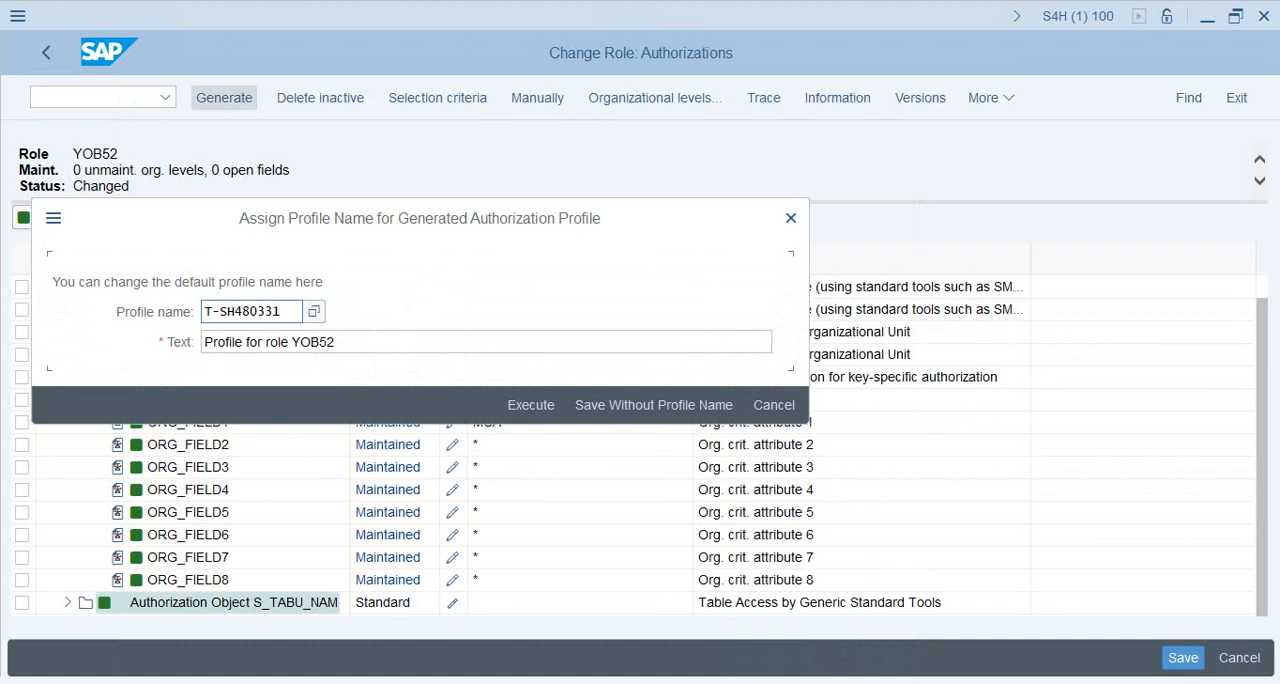 S4H (1) 100
SAP
Change Role: Authorizations
Generate Delete inactive Selection criteria Manually Organizational levels... Trace Information Versions More Find Exit
Role YOB52
Maint. 0 unmaint. org. levels, 0 open fields
Status: Changed
Assign Profile Name for Generated Authorization Profile
You can change the default profile name here
Profile name: T-SH480331
* Text: Profile for role YOB52
Execute Save Without Profile Name Cancel
(using standard tools such as SM...
(using standard tools such as SM...
rganizational Unit
rganizational Unit
on for key-specific authorization
ORG_FIELD1 Maintained Org. crit. attribute 1
ORG_FIELD2 Maintained * Org. crit. attribute 2
ORG_FIELD3 Maintained * Org. crit. attribute 3
ORG_FIELD4 Maintained * Org. crit. attribute 4
ORG_FIELD5 Maintained * Org. crit. attribute 5
ORG_FIELD6 Maintained * Org. crit. attribute 6
ORG_FIELD7 Maintained * Org. crit. attribute 7
ORG_FIELD8 Maintained * Org. crit. attribute 8
Authorization Object S_TABU_NAM Standard Table Access by Generic Standard Tools
Save Cancel